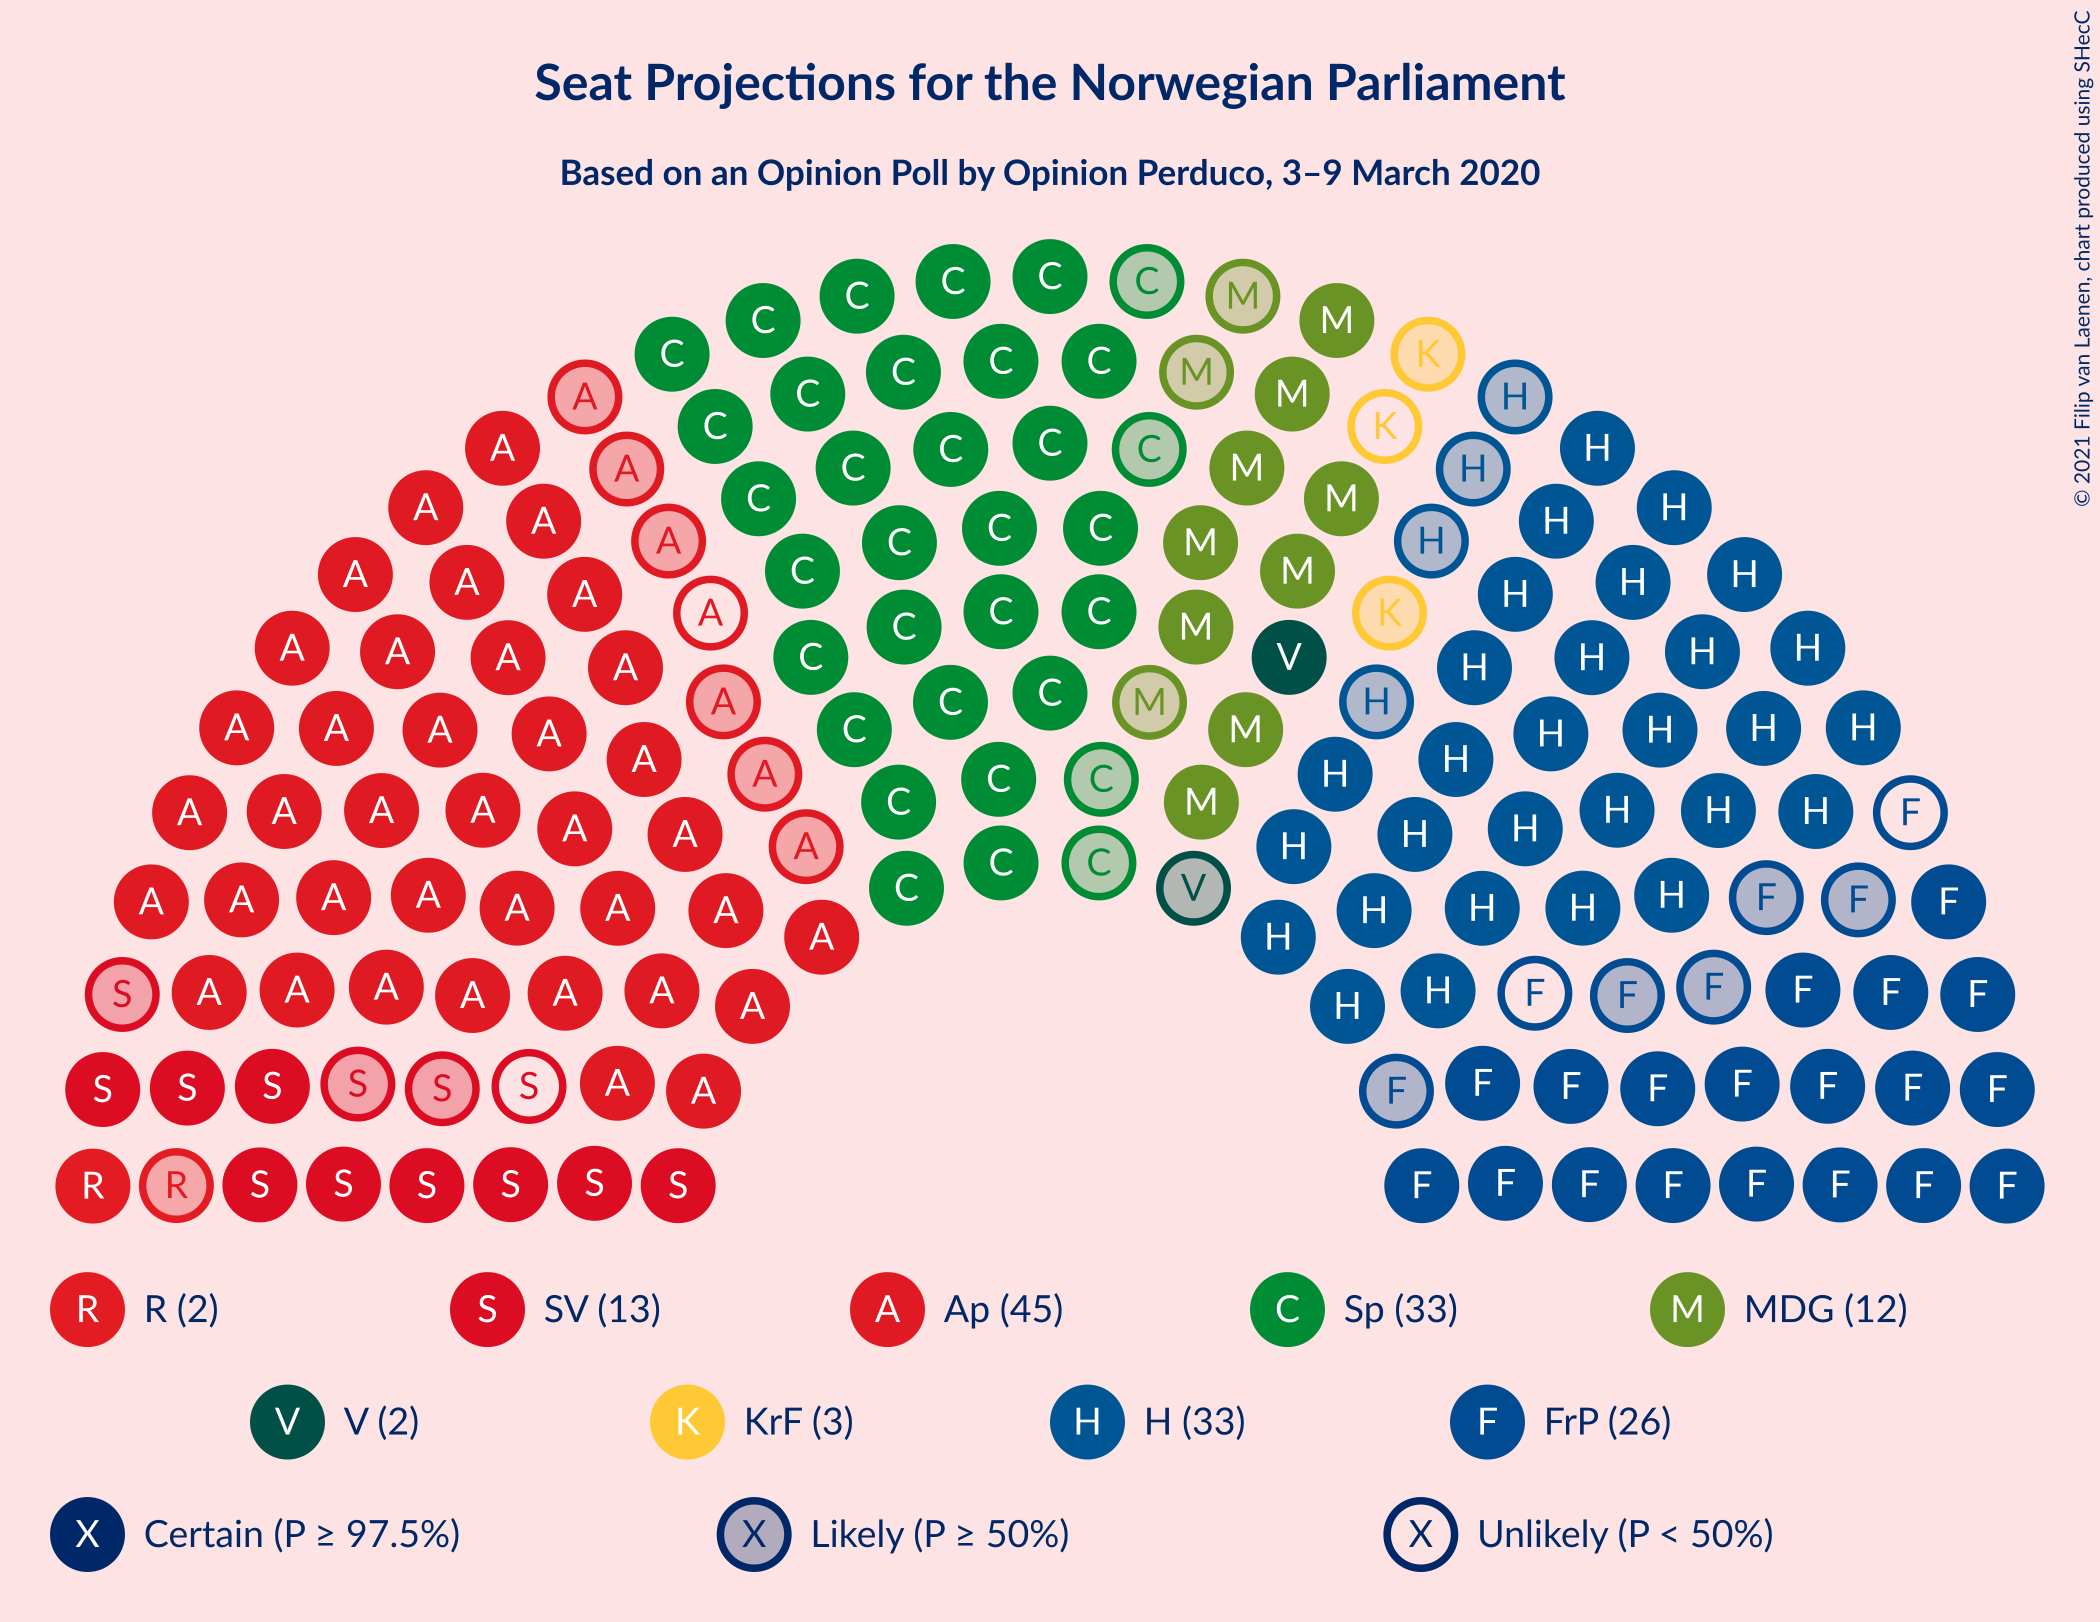 Seat Projections for the Norwegian Parliament
Based on an Opinion Poll by Opinion Perduco, 3–9 March 2020
© 2021 Filip van Laenen, chart produced using SHecC
C C C C C C M M
C C K
A C C C M M K H
A A C C C C M M H H
A A C C C C M M H H
A A A A C C C C M M K H H H
A A A A C C C C M V H H H H
A A A A A A C C C M M H H H H H H
A A A A A A A C C C M H H H H H H H F
A A A A A A A A C C C V H H H H H H F F F
S A A A A A A A H H F F F F F F
S S S S S S A A F F F F F F F F
R R S S S S S S F F F F F F F F
R R (2) S SV (13) A Ap (45) C Sp (33) M MDG (12)
V V (2) K KrF (3) H H (33) F FrP (26)
X Certain (P ≥ 97.5%) X Likely (P ≥ 50%) X Unlikely (P < 50%)